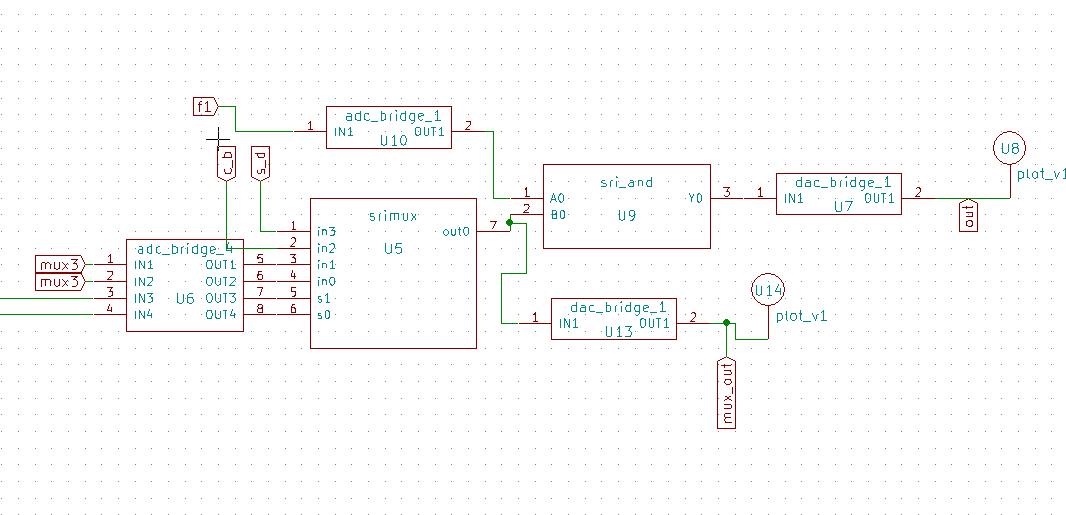 f1
1
adc_bridge_1
IN1
OUT1
U10
2
c_b
s_d
U8
plot_v1
1
2
sri_and
A0
B0
U9
Y0
3
1
dac_bridge_1
IN1
OUT1
U7
2
out
srimux
U5
1
2
3
4
5
6
in3
in2
in1
in0
s1
s0
out0
7
mux3
mux3
1
2
3
4
adc_bridge_4
IN1
IN2
IN3
IN4
U6
OUT1
OUT2
OUT3
OUT4
5
6
7
8
1
dac_bridge_1
IN1
OUT1
U13
2
U14
plot_v1
mux_out